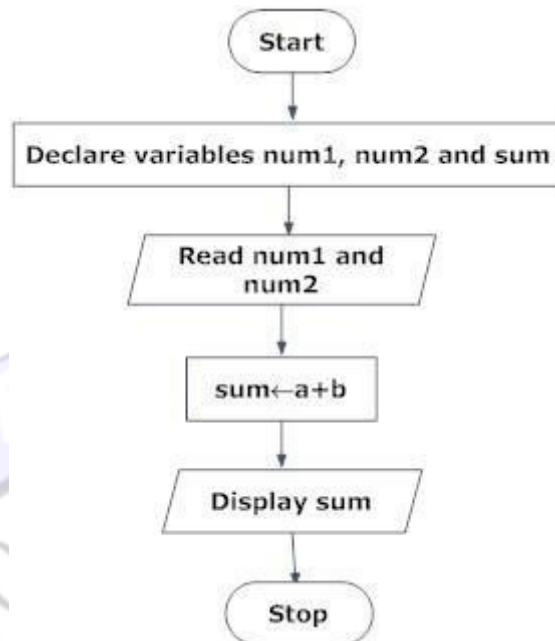 Start
Declare variables num1, num2 and sum
Read num1 and
num2
sum←a+b
Display sum
Stop